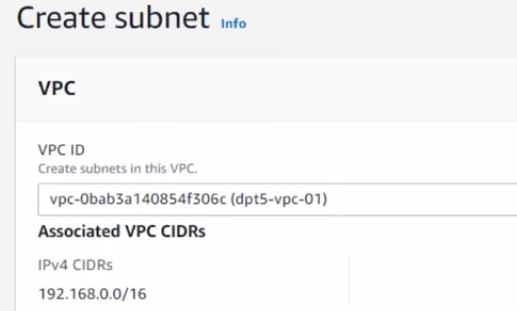 Create subnet Info
VPC
VPC ID
Create subnets in this VPC.
vpc-0bab3a140854f306c (dpt5-vpc-01)
Associated VPC CIDRs
IPv4 CIDRs
192.168.0.0/16